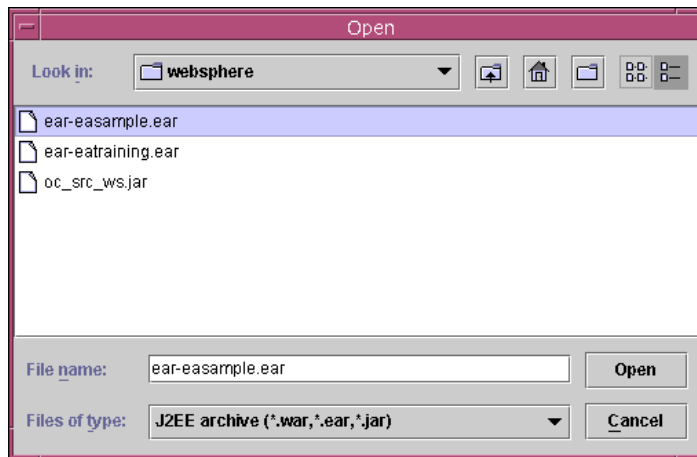 Open
Look in: websphere
ear-easample.ear
ear-eatraining.ear
oc_src_ws.jar
File name: ear-easample.ear Open
Files of type: J2EE archive (*.war,*.ear,*.jar) Cancel